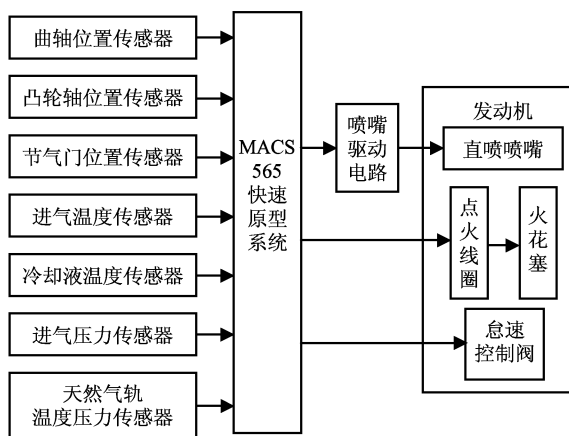 曲轴位置传感器
凸轮轴位置传感器
节气门位置传感器
进气温度传感器
冷却液温度传感器
进气压力传感器
天然气轨
温度压力传感器
MACS
565
快速
原型
系统
喷嘴
驱动
电路
发动机
直喷喷嘴
点
火
线
圈
火
花
塞
怠速
控制阀